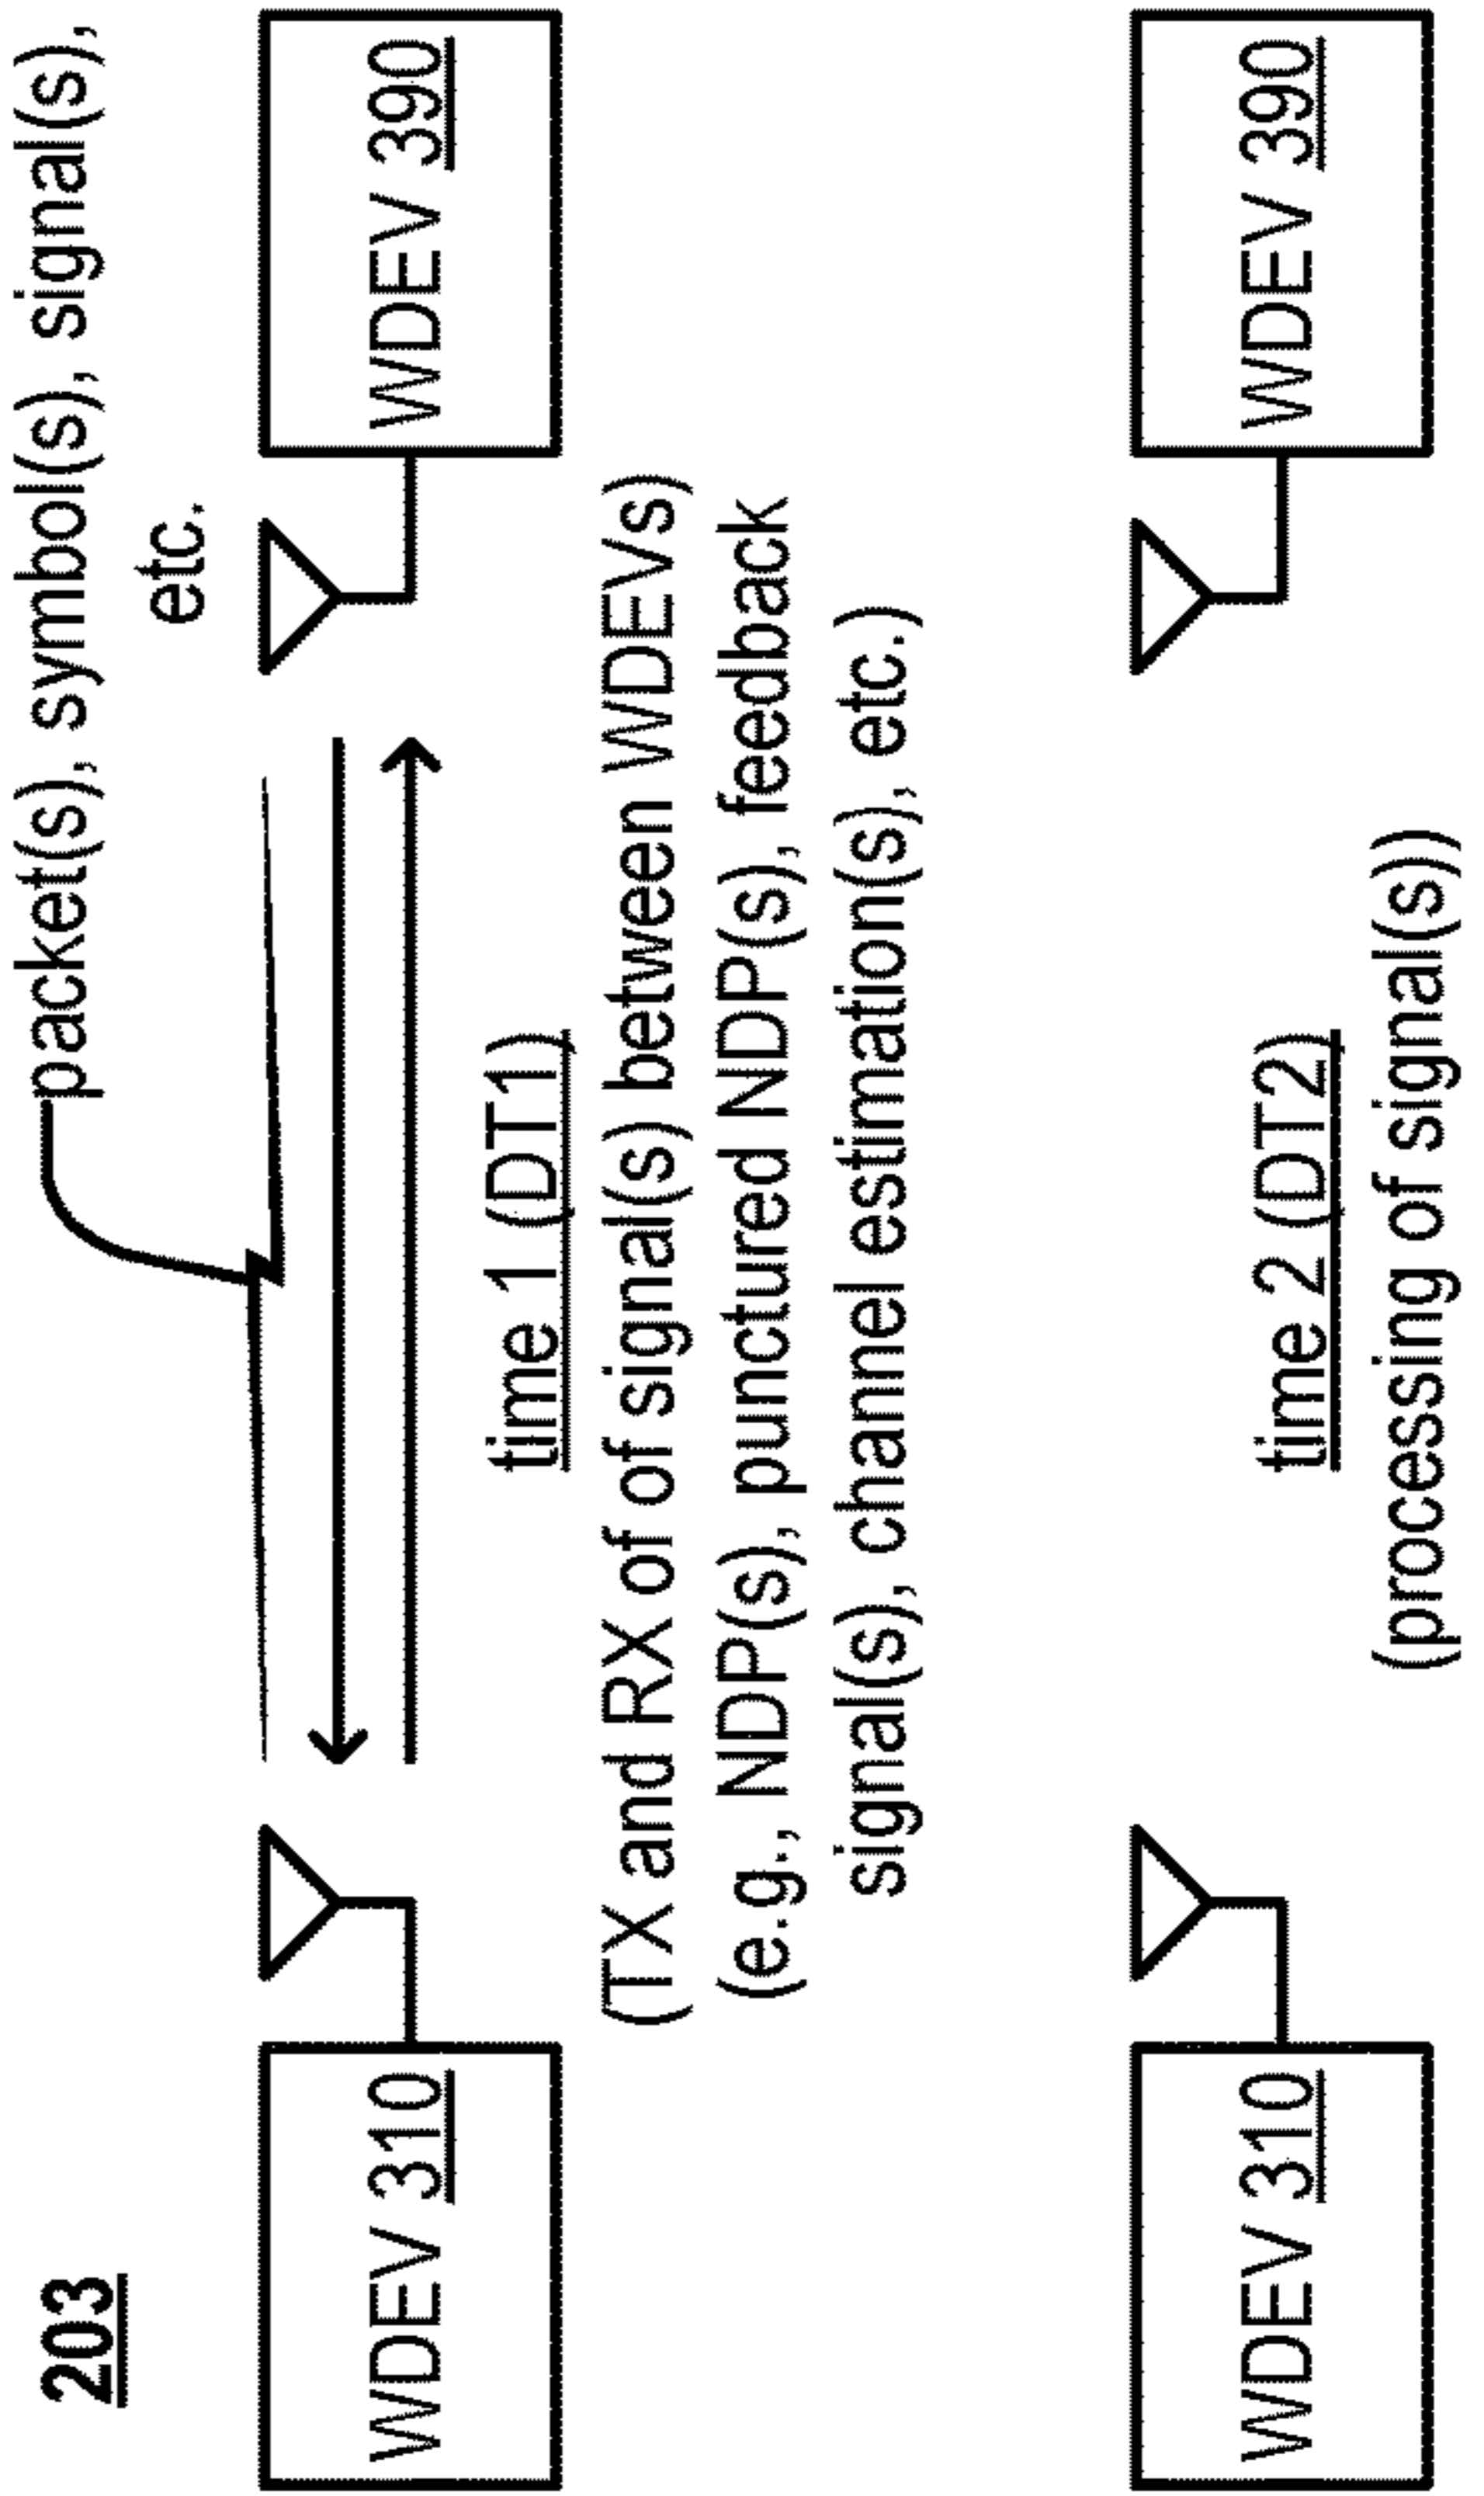 203
packet(s), symbol(s), signal(s),
etc.
WDEV 310
WDEV 390
time 1 (DT1)
(TX and RX of of signal(s) between WDEVs)
(e.g., NDP(s), punctured NDP(s), feedback
signal(s), channel estimation(s), etc.)
WDEV 310
WDEV 390
time 2 (DT2)
(processing of signal(s))